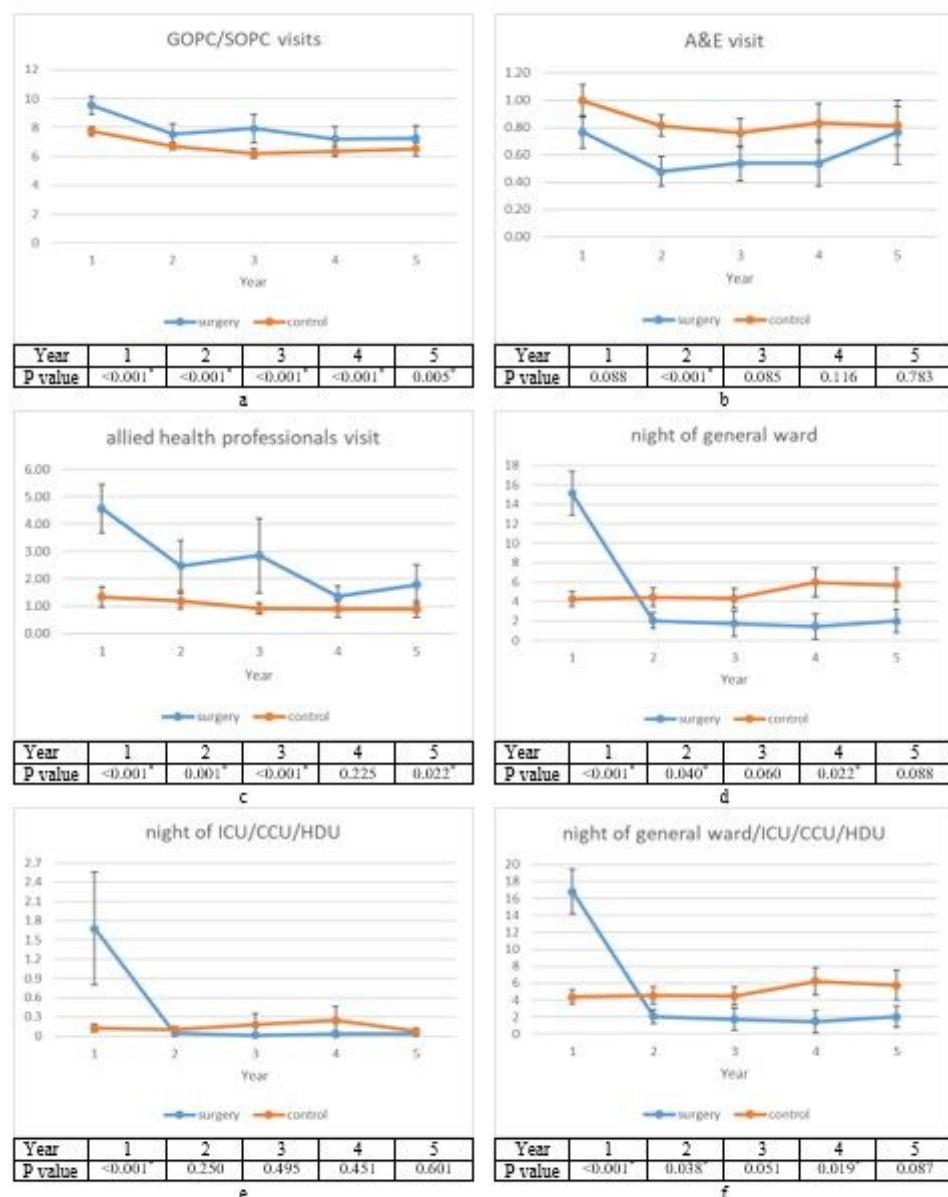 GOPC/SOPC visits
12
10
8
6
4
2
0
1 2 3 4 5
Year
surgery control
Year 1 2 3 4 5
P value <0.001* <0.001* <0.001* <0.001* 0.005*
a
A&E visit
1.20
1.00
0.80
0.60
0.40
0.20
0.00
1 2 3 4 5
Year
surgery control
Year 1 2 3 4 5
P value 0.088 <0.001* 0.085 0.116 0.783
b
allied health professionals visit
6.00
5.00
4.00
3.00
2.00
1.00
0.00
1 2 3 4 5
Year
surgery control
Year 1 2 3 4 5
P value <0.001* 0.001* <0.001* 0.225 0.022*
c
night of general ward
18
16
14
12
10
8
6
4
2
0
1 2 3 4 5
Year
surgery control
Year 1 2 3 4 5
P value <0.001* 0.040* 0.060 0.022* 0.088
d
night of ICU/CCU/HDU
2.7
2.4
2.1
1.8
1.5
1.2
0.9
0.6
0.3
0
1 2 3 4 5
Year
surgery control
Year 1 2 3 4 5
P value <0.001* 0.250 0.495 0.451 0.601
e
night of general ward/ICU/CCU/HDU
20
18
16
14
12
10
8
6
4
2
0
1 2 3 4 5
Year
surgery control
Year 1 2 3 4 5
P value <0.001* 0.038* 0.051 0.019* 0.087
f